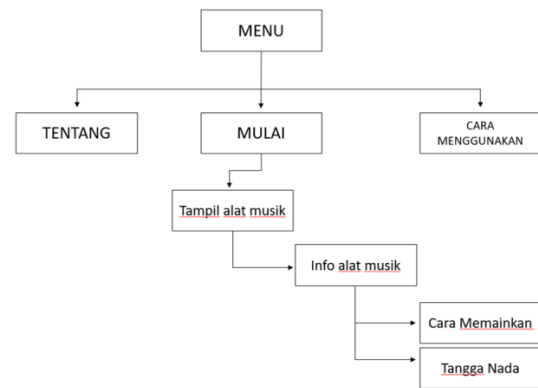 MENU
TENTANG
MULAI
CARA
MENGGUNAKAN
Tampil alat musik
Info alat musik
Cara Memainkan
Tangga Nada